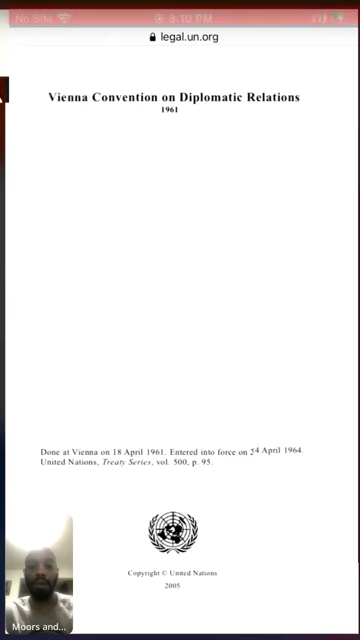 No SIM 3:10 PM
legal.un.org
Vienna Convention on Diplomatic Relations
1961
Done at Vienna on 18 April 1961. Entered into force on 24 April 1964.
United Nations, Treaty Series, vol. 500, p. 95.
Copyright © United Nations
2005
Moors and...